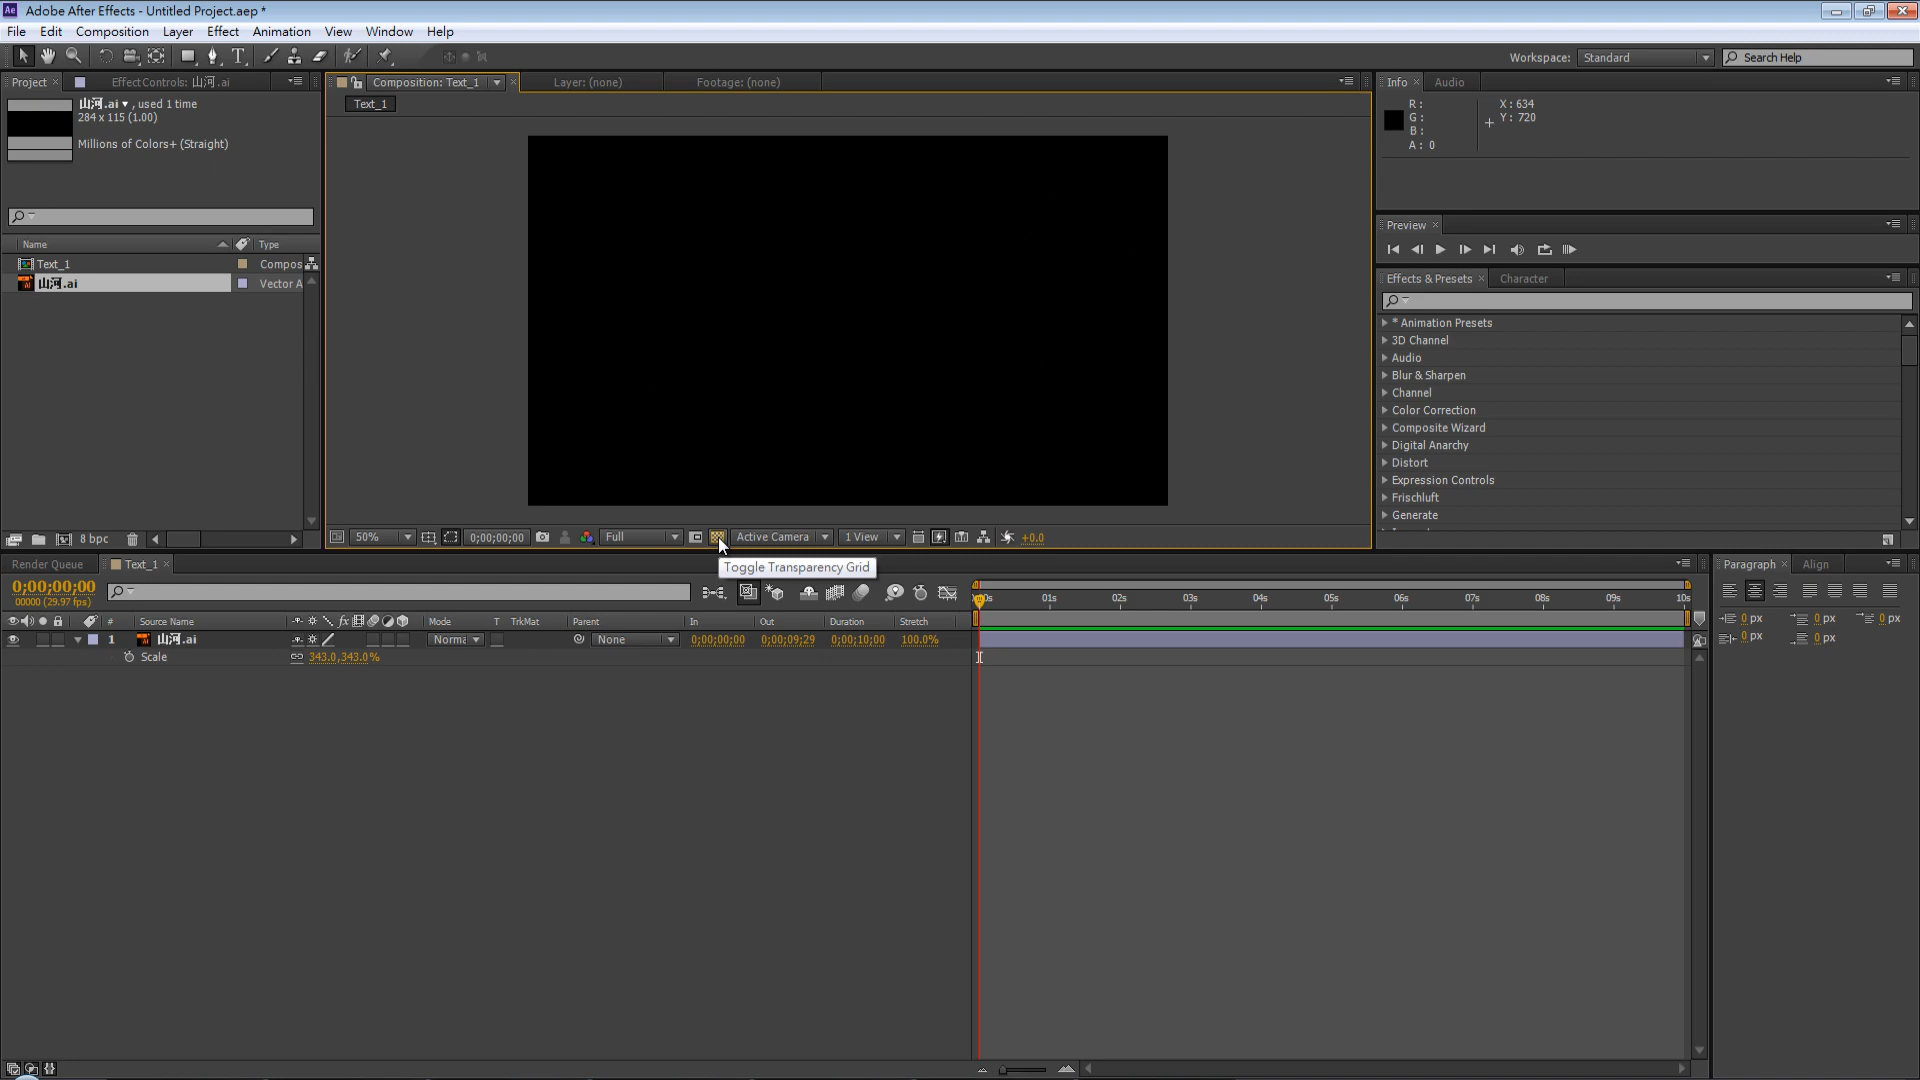 Adobe After Effects - Untitled Project.aep *
File Edit Composition Layer Effect Animation View Window Help
Workspace: Standard Search Help
Project Effect Controls: 山河.ai
Composition: Text_1 Layer: (none) Footage: (none)
Info Audio
山河.ai , used 1 time
284 x 115 (1.00)
Millions of Colors+ (Straight)
Text_1
R :
G :
B :
A : 0
X : 634
Y : 720
Name Type
Text_1 Compos
山河.ai Vector A
8 bpc
Preview
Effects & Presets Character
* Animation Presets
3D Channel
Audio
Blur & Sharpen
Channel
Color Correction
Composite Wizard
Digital Anarchy
Distort
Expression Controls
Frischluft
Generate
50% 0;00;00;00 Full Active Camera 1 View +0.0
Toggle Transparency Grid
Render Queue Text_1
Paragraph Align
0;00;00;00
00000 (29.97 fps)
01s 02s 03s 04s 05s 06s 07s 08s 09s 10s
# Source Name Mode T TrkMat Parent In Out Duration Stretch
1 山河.ai Norma None 0;00;00;00 0;00;09;29 0;00;10;00 100.0%
Scale 343.0,343.0%
0 px 0 px 0 px
0 px 0 px